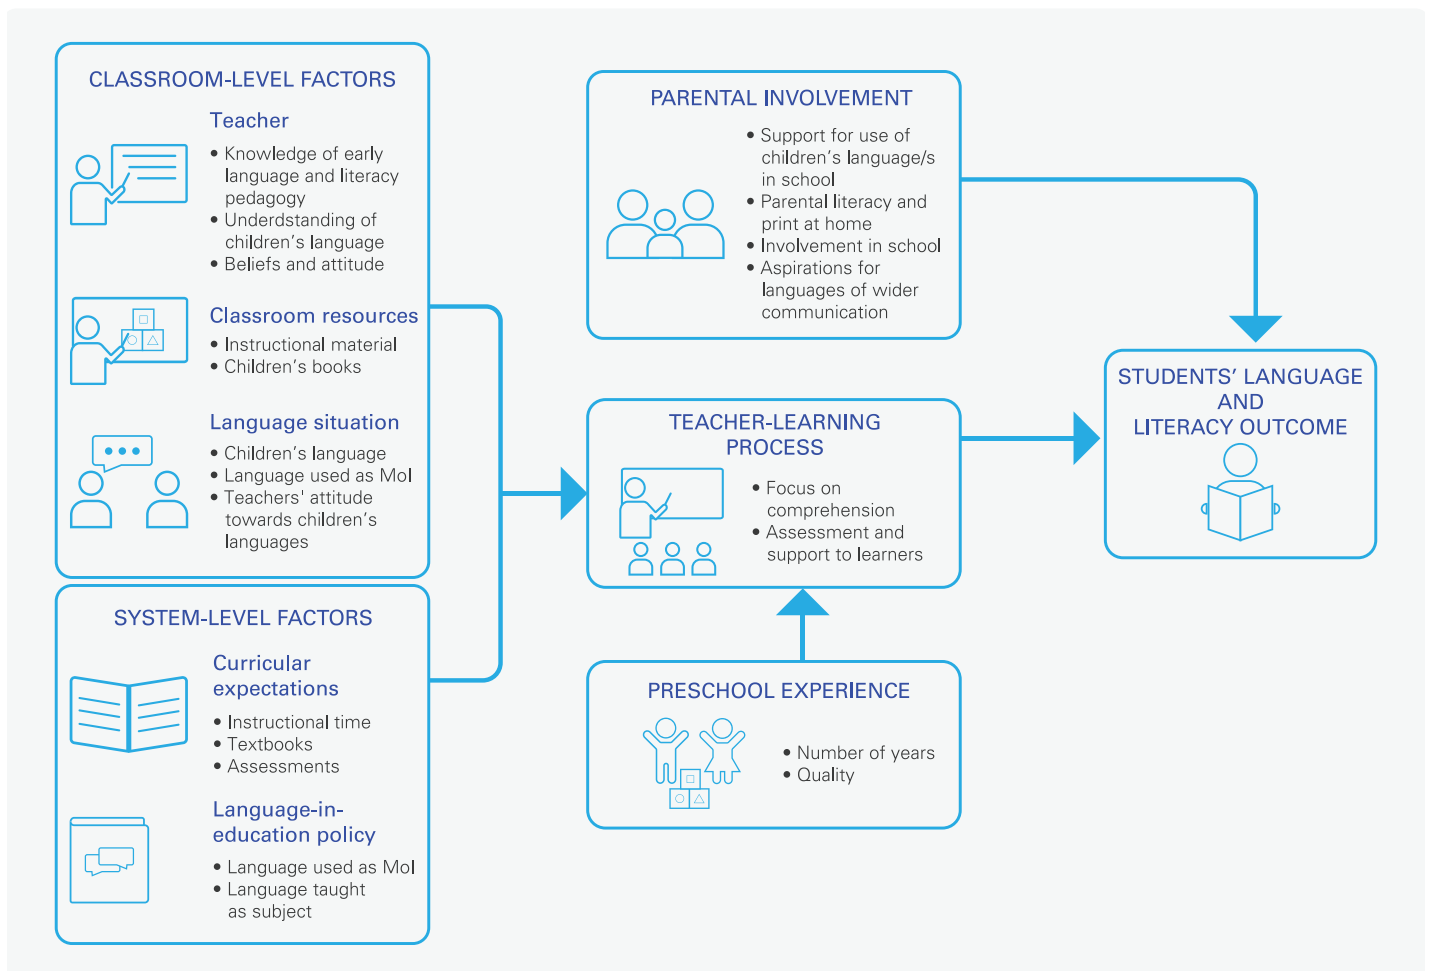 CLASSROOM-LEVEL FACTORS
Teacher
• Knowledge of early
language and literacy
pedagogy
• Underdstanding of
children's language
• Beliefs and attitude
Classroom resources
• Instructional material
• Children's books
Language situation
• Children's language
• Language used as MoI
• Teachers' attitude
towards children's
languages
SYSTEM-LEVEL FACTORS
Curricular
expectations
• Instructional time
• Textbooks
• Assessments
Language-in-
education policy
• Language used as MoI
• Language taught
as subject
PARENTAL INVOLVEMENT
• Support for use of
children's language/s
in school
• Parental literacy and
print at home
• Involvement in school
• Aspirations for
languages of wider
communication
TEACHER-LEARNING
PROCESS
• Focus on
comprehension
• Assessment and
support to learners
PRESCHOOL EXPERIENCE
• Number of years
• Quality
STUDENTS' LANGUAGE
AND
LITERACY OUTCOME